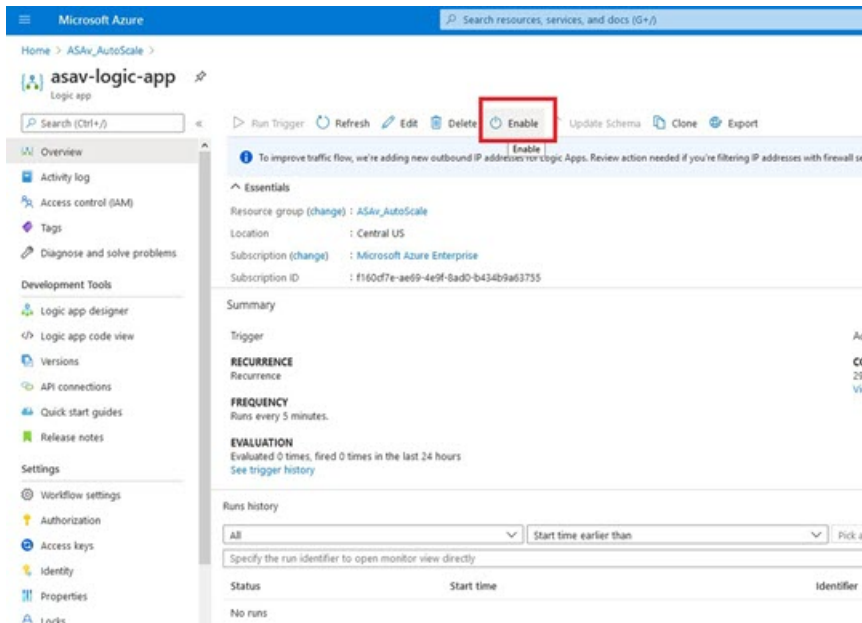 Microsoft Azure
Search resources, services, and docs (G+/)
Home > ASAv_AutoScale >
asav-logic-app
Logic app
Search (Ctrl+/)
«
Run Trigger Refresh Edit Delete Enable Update Schema Clone Export
Enable
Overview
Activity log
Access control (IAM)
Tags
Diagnose and solve problems
Development Tools
Logic app designer
Logic app code view
Versions
API connections
Quick start guides
Release notes
Settings
Workflow settings
Authorization
Access keys
Identity
Properties
Locks
To improve traffic flow, we're adding new outbound IP addresses for Logic Apps. Review action needed if you're filtering IP addresses with firewall se
Essentials
Resource group (change) : ASAv_AutoScale
Location : Central US
Subscription (change) : Microsoft Azure Enterprise
Subscription ID : f160cf7e-ae69-4e9f-8ad0-b434b9a63755
Summary
Trigger
RECURRENCE
Recurrence
FREQUENCY
Runs every 5 minutes.
EVALUATION
Evaluated 0 times, fired 0 times in the last 24 hours
See trigger history
Ac
CO
29
Vi
Runs history
All Start time earlier than Pick a
Specify the run identifier to open monitor view directly
Status Start time Identifier
No runs